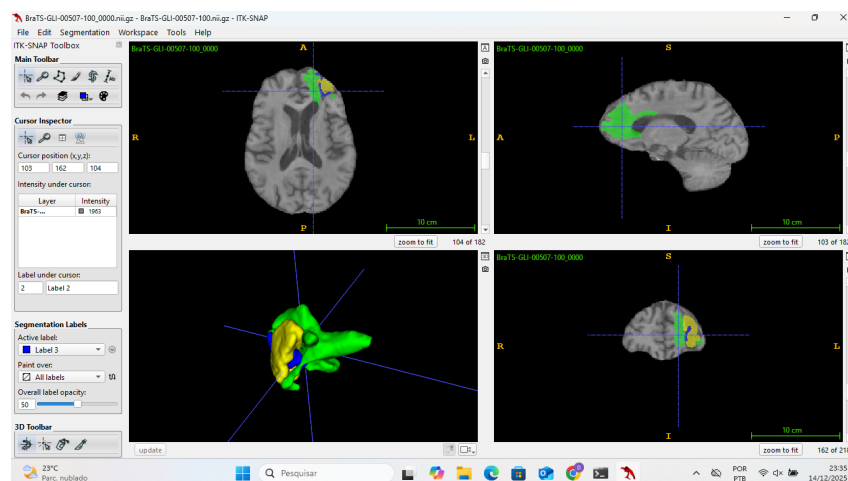 BraTS-GLI-00507-100_0000.nii.gz - BraTS-GLI-00507-100.nii.gz - ITK-SNAP
File Edit Segmentation Workspace Tools Help
ITK-SNAP Toolbox
Main Toolbar
Cursor Inspector
Cursor position (x,y,z):
103 162 104
Intensity under cursor:
Layer Intensity
BraTS-... 1963
Label under cursor:
2 Label 2
Segmentation Labels
Active label:
Label 3
Paint over:
All labels
Overall label opacity:
50
3D Toolbar
BraTS-GLI-00507-100_0000
A
R
L
P
10 cm
zoom to fit 104 of 182
BraTS-GLI-00507-100_0000
S
A
P
I
10 cm
zoom to fit 103 of 182
update
BraTS-GLI-00507-100_0000
S
R
L
I
10 cm
zoom to fit 162 of 218
23°C
Parc. nublado
Pesquisar
POR
PTB
23:35
14/12/2025